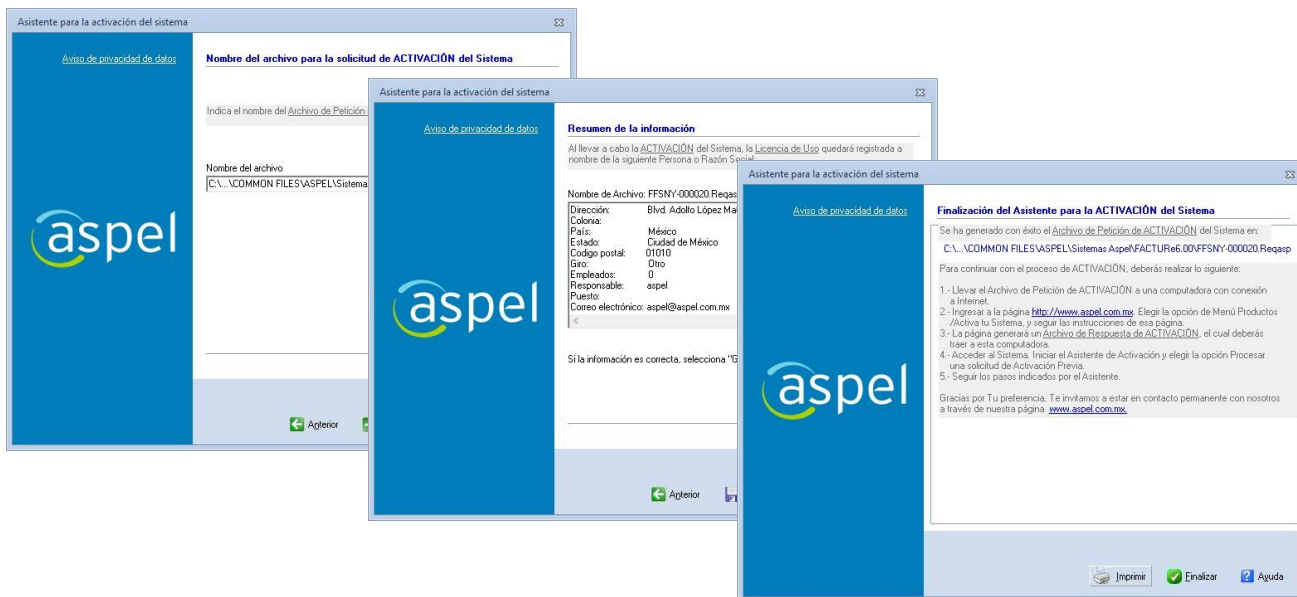 Asistente para la activación del sistema
Aviso de privacidad de datos
Nombre del archivo para la solicitud de ACTIVACIÓN del Sistema
Indica el nombre del Archivo de Petición
Nombre del archivo
C:\...\COMMON FILES\ASPEL\Sistema
aspel
Anterior
Asistente para la activación del sistema
Aviso de privacidad de datos
Resumen de la información
Al llevar a cabo la ACTIVACIÓN del Sistema, la Licencia de Uso quedará registrada a
nombre de la siguiente Persona o Razón Social:
Nombre de Archivo: FFSNY-000020.Reqasp
Dirección: Blvd. Adolfo López
Colonia:
País: México
Estado: Ciudad de México
Codigo postal: 01010
Giro: Otro
Empleados: 0
Responsable: aspel
Puesto:
Correo electrónico: aspel@aspel.com.mx
Si la información es correcta, selecciona "G
aspel
Anterior
Asistente para la activación del sistema
Aviso de privacidad de datos
Finalización del Asistente para la ACTIVACIÓN del Sistema
Se ha generado con éxito el Archivo de Petición de ACTIVACIÓN del Sistema en:
C:\...\COMMON FILES\ASPEL\Sistemas Aspel\FACTURe6.00\FFSNY-000020.Reqasp
Para continuar con el proceso de ACTIVACIÓN, deberás realizar lo siguiente:
1.- Llevar el Archivo de Petición de ACTIVACIÓN a una computadora con conexión
a Internet.
2.- Ingresar a la página http://www.aspel.com.mx. Elegir la opción de Menú Productos
/Activa tu Sistema, y seguir las instrucciones de esa página.
3.- La página generará un Archivo de Respuesta de ACTIVACIÓN, el cual deberás
traer a esta computadora.
4.- Acceder al Sistema. Iniciar el Asistente de Activación y elegir la opción Procesar
una solicitud de Activación Previa.
5.- Seguir los pasos indicados por el Asistente.
Gracias por Tu preferencia. Te invitamos a estar en contacto permanente con nosotros
a través de nuestra página www.aspel.com.mx.
aspel
Imprimir Finalizar Ayuda